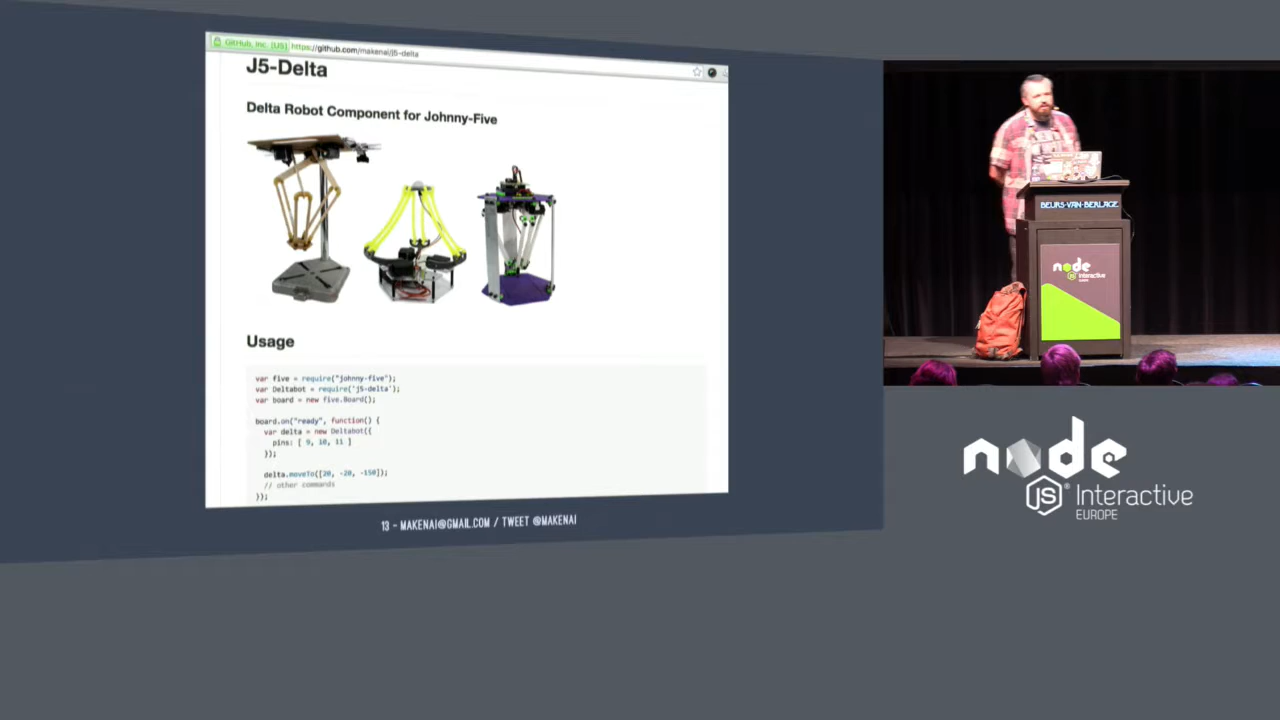 GitHub, Inc. [US] https://github.com/makenai/j5-delta
J5-Delta
Delta Robot Component for Johnny-Five
Usage
var five = require("johnny-five");
var Deltabot = require('j5-delta');
var board = new five.Board();
board.on("ready", function() {
var delta = new Deltabot({
pins: [ 9, 10, 11 ]
});
delta.moveTo([20, -20, -150]);
// other commands
});
13 - MAKENAI@GMAIL.COM / TWEET @MAKENAI
BEURS-VAN-BERLAGE
node
JS Interactive
node
JS® Interactive
EUROPE